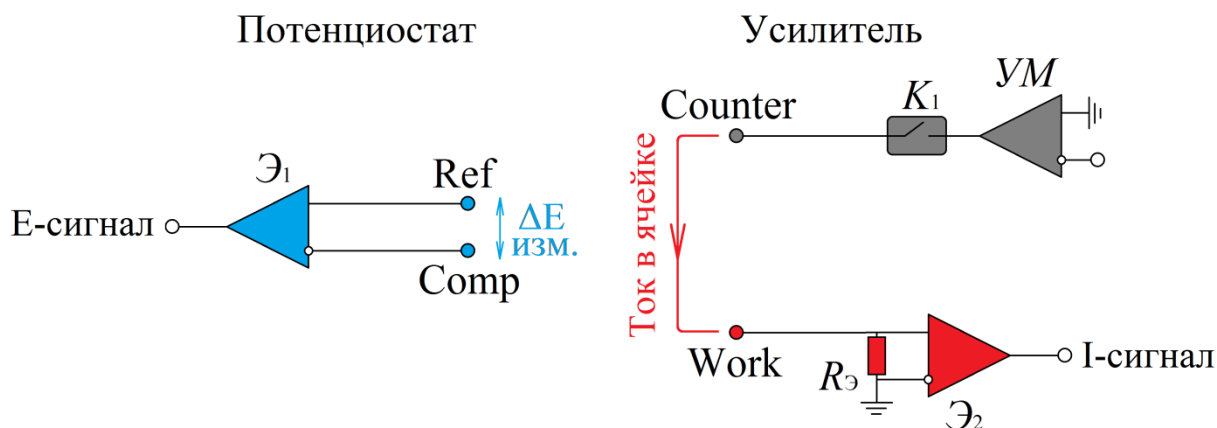 Потенциостат
Усилитель
УМ
K1
Counter
Э1
Ref
E-сигнал
ΔE
изм.
Comp
Ток в ячейке
Work
RЭ
I-сигнал
Э2